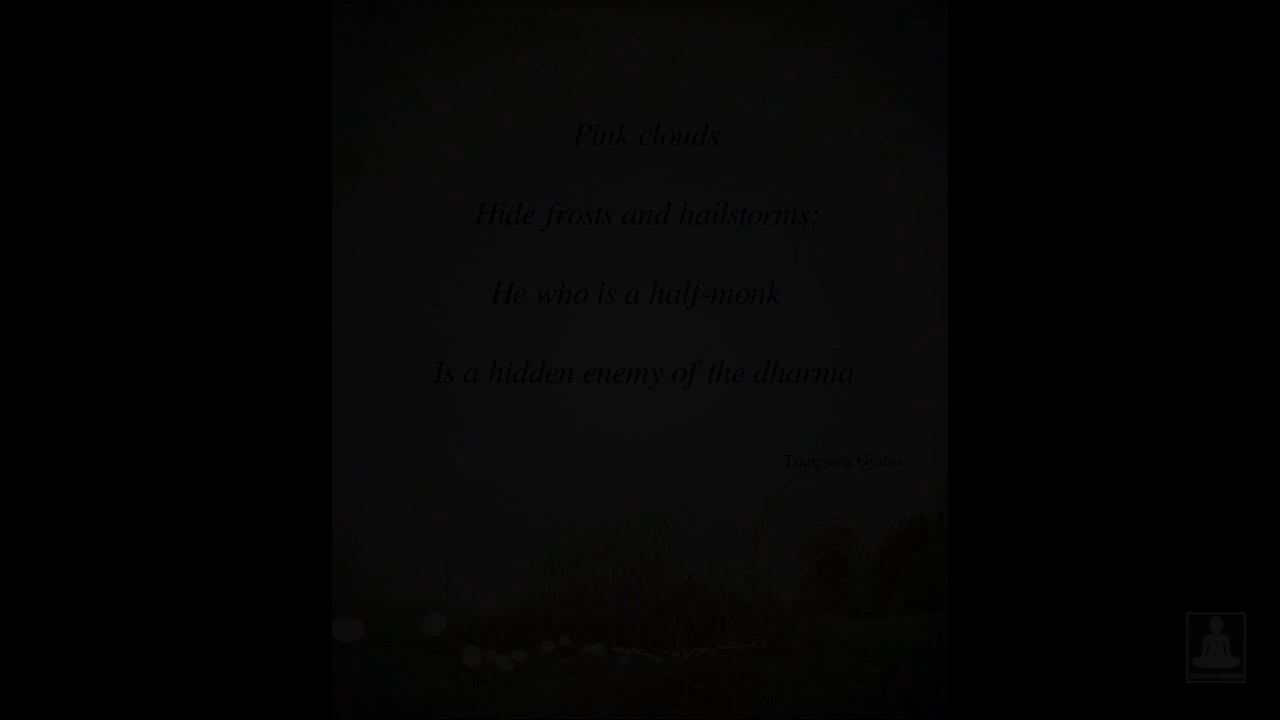 Pink clouds
Hide frosts and hailstorms;
He who is a half-monk
Is a hidden enemy of the dharma
Tsangyang Gyatso